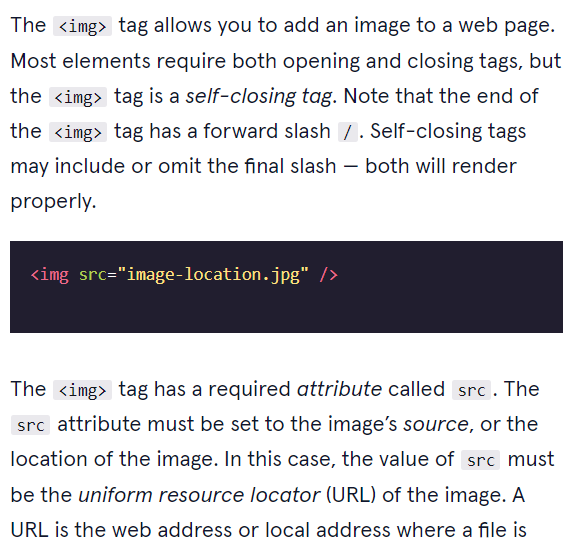 The <img> tag allows you to add an image to a web page.
Most elements require both opening and closing tags, but
the <img> tag is a self-closing tag. Note that the end of
the <img> tag has a forward slash / . Self-closing tags
may include or omit the final slash — both will render
properly.
<img src="image-location.jpg" />
The <img> tag has a required attribute called src . The
src attribute must be set to the image’s source, or the
location of the image. In this case, the value of src must
be the uniform resource locator (URL) of the image. A
URL is the web address or local address where a file is